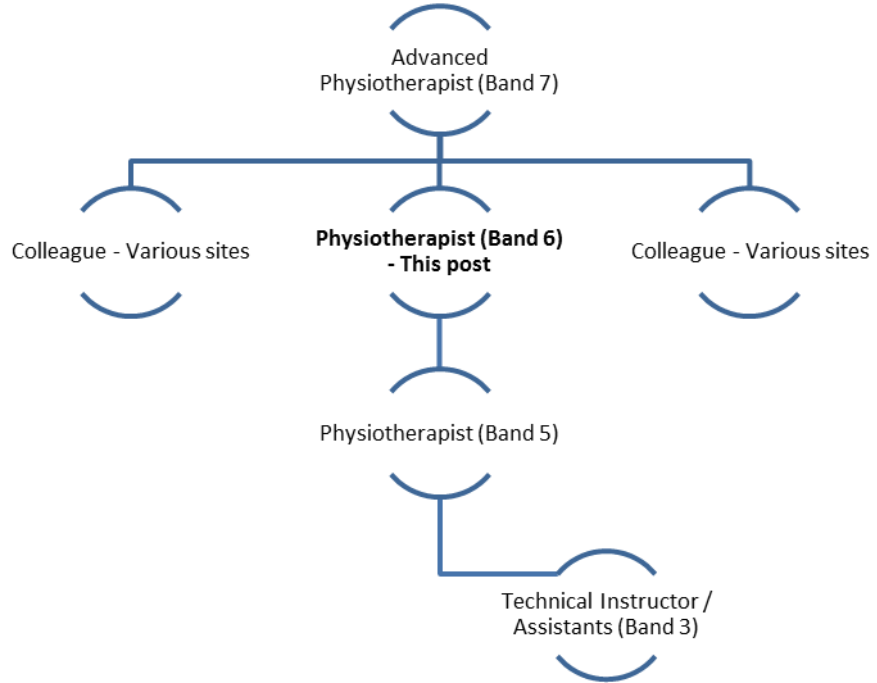 Advanced
Physiotherapist (Band 7)
Colleague - Various sites
Physiotherapist (Band 6)
- This post
Colleague - Various sites
Physiotherapist (Band 5)
Technical Instructor /
Assistants (Band 3)